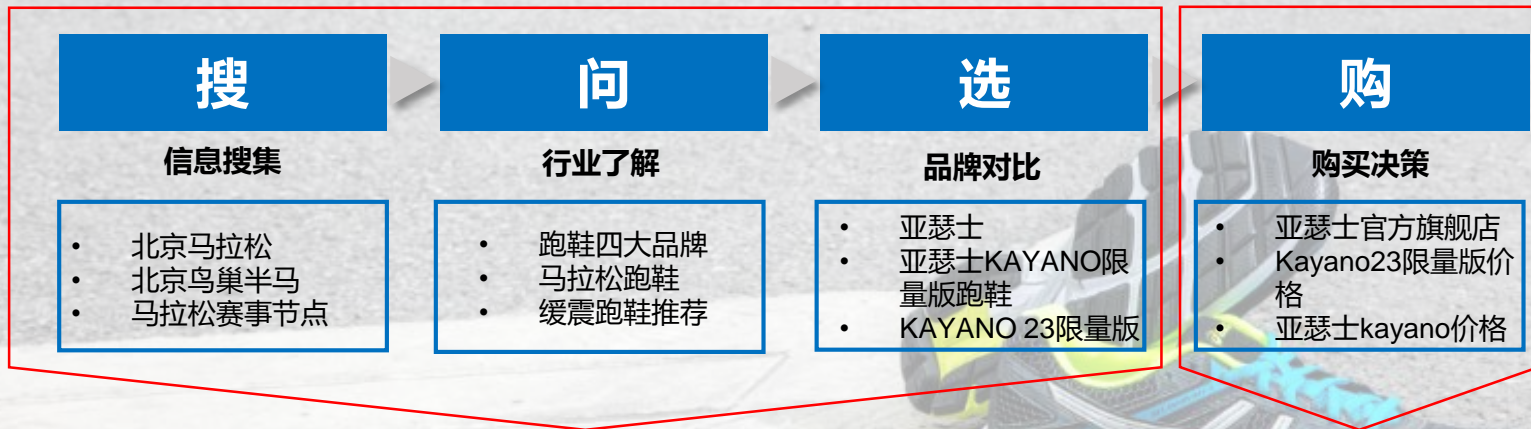 搜
问
选
购
信息搜集
行业了解
品牌对比
购买决策
• 北京马拉松
• 北京鸟巢半马
• 马拉松赛事节点
• 跑鞋四大品牌
• 马拉松跑鞋
• 缓震跑鞋推荐
• 亚瑟士
• 亚瑟士KAYANO限
量版跑鞋
• KAYANO 23限量版
• 亚瑟士官方旗舰店
• Kayano23限量版价
格
• 亚瑟士kayano价格